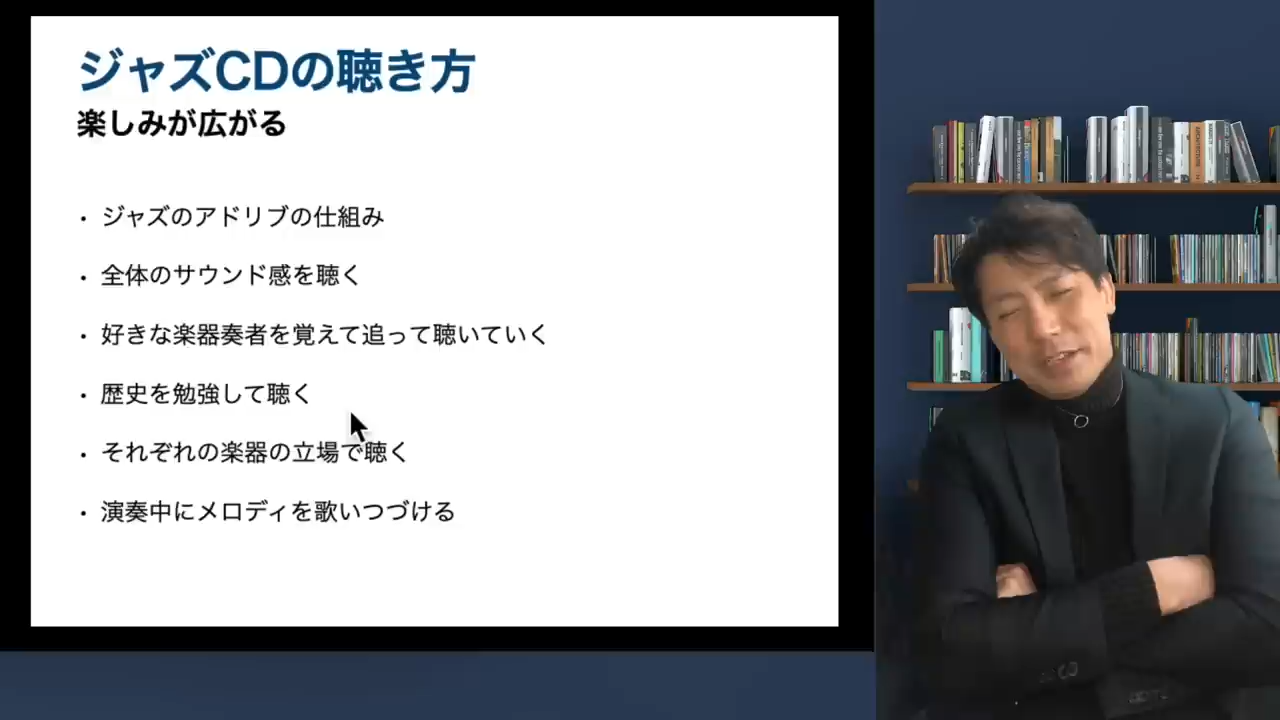 ジャズCDの聴き方
楽しみが広がる
・ジャズのアドリブの仕組み
・全体のサウンド感を聴く
・好きな楽器奏者を覚えて追って聴いていく
・歴史を勉強して聴く
・それぞれの楽器の立場で聴く
・演奏中にメロディを歌いつづける